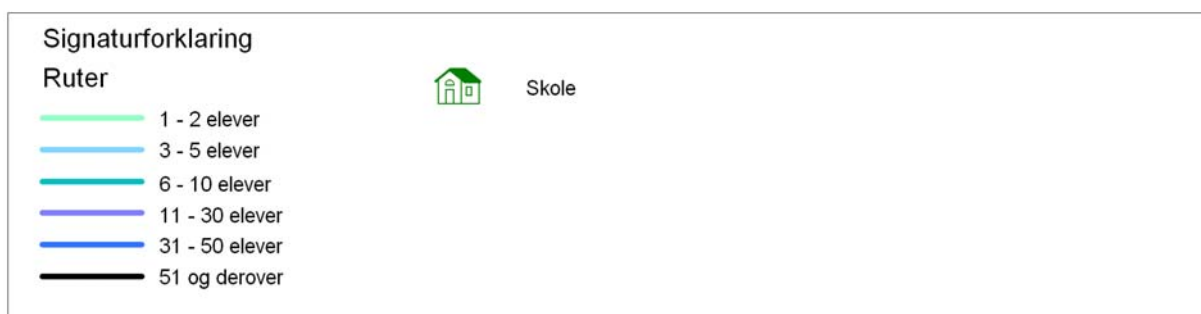 Signaturforklaring
Ruter
Skole
1 - 2 elever
3 - 5 elever
6 - 10 elever
11 - 30 elever
31 - 50 elever
51 og derover